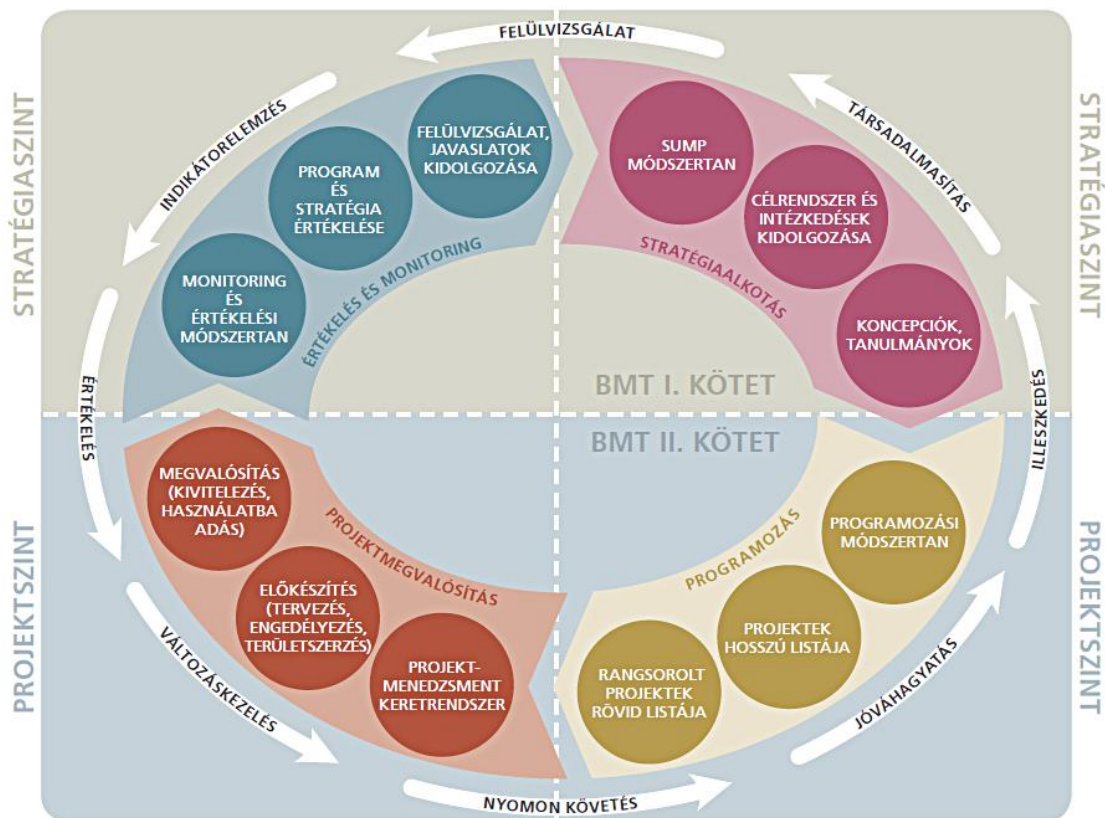 FELÜLVIZSGÁLAT
STRATÉGIASZINT
INDIKÁTORELEMZÉS
ÉRTÉKELÉS
FELÜLVIZSGÁLAT,
JAVASLATOK
KIDOLGOZÁSA
PROGRAM
ÉS
STRATÉGIA
ÉRTÉKELÉSE
MONITORING
ÉS
ÉRTÉKELÉSI
MÓDSZERTAN
ÉRTÉKELÉS ÉS MONITORING
SUMP
MÓDSZERTAN
CÉLRENDSZER ÉS
INTÉZKEDÉSEK
KIDOLGOZÁSA
KONCEPCIÓK,
TANULMÁNYOK
STRATÉGIAALKOTÁS
TÁRSADALMASÍTÁS
STRATÉGIASZINT
ILLESZKEDÉS
BMT I. KÖTET
BMT II. KÖTET
PROJEKTSZINT
MEGVALÓSÍTÁS
(KIVITELEZÉS,
HASZNÁLATBA
ADÁS)
ELŐKÉSZÍTÉS
(TERVEZÉS,
ENGEDÉLYEZÉS,
TERÜLETSZERZÉS)
PROJEKT-
MENEDZSMENT
KERETRENDSZER
PROJEKTMEGVALÓSÍTÁS
VÁLTOZÁSKEZELÉS
PROGRAMOZÁS
PROGRAMOZÁSI
MÓDSZERTAN
PROJEKTEK
HOSSZÚ LISTÁJA
RANGSOROLT
PROJEKTEK
RÖVID LISTÁJA
JÓVÁHAGYATÁS
PROJEKTSZINT
NYOMON KÖVETÉS